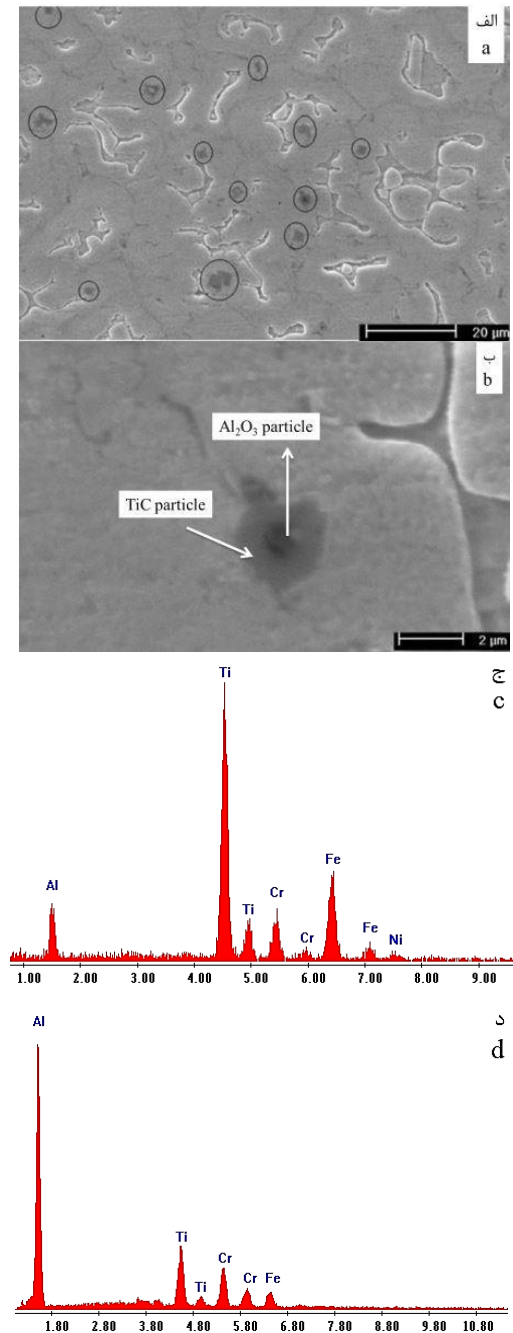 الف
a
20 µm
ب
b
Al₂O₃ particle
TiC particle
2 µm
ج
c
Ti
Al Ti Cr Cr Fe Fe Ni
1.00 2.00 3.00 4.00 5.00 6.00 7.00 8.00 9.00
د
d
Al
Ti Ti Cr Cr Fe
1.80 2.80 3.80 4.80 5.80 6.80 7.80 8.80 9.80 10.80